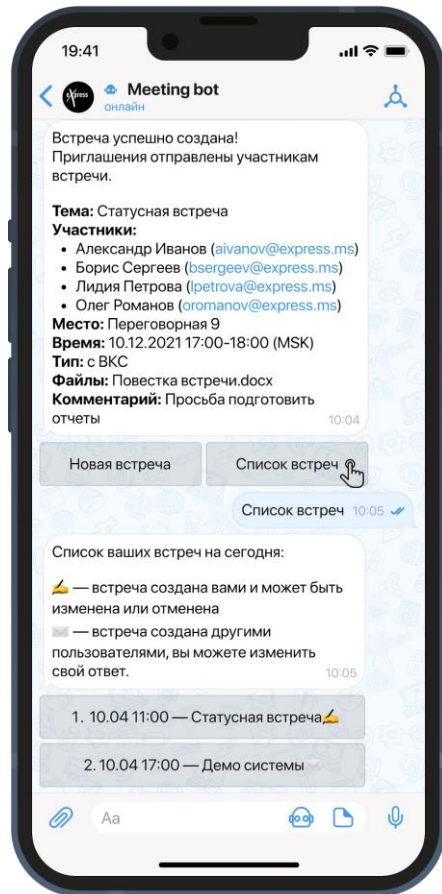 19:41
eXpress
Meeting bot
онлайн
Встреча успешно создана!
Приглашения отправлены участникам
встречи.
Тема: Статусная встреча
Участники:
• Александр Иванов (aivanov@express.ms)
• Борис Сергеев (bsergeev@express.ms)
• Лидия Петрова (lpetrova@express.ms)
• Олег Романов (oromanov@express.ms)
Место: Переговорная 9
Время: 10.12.2021 17:00-18:00 (MSK)
Тип: с ВКС
Файлы: Повестка встречи.docx
Комментарий: Просьба подготовить
отчеты 10:04
Новая встреча Список встреч
Список встреч 10:05
Список ваших встреч на сегодня:
✍ — встреча создана вами и может быть
изменена или отменена
✉ — встреча создана другими
пользователями, вы можете изменить
свой ответ. 10:05
1. 10.04 11:00 — Статусная встреча✍
2. 10.04 17:00 — Демо системы✉
Aa